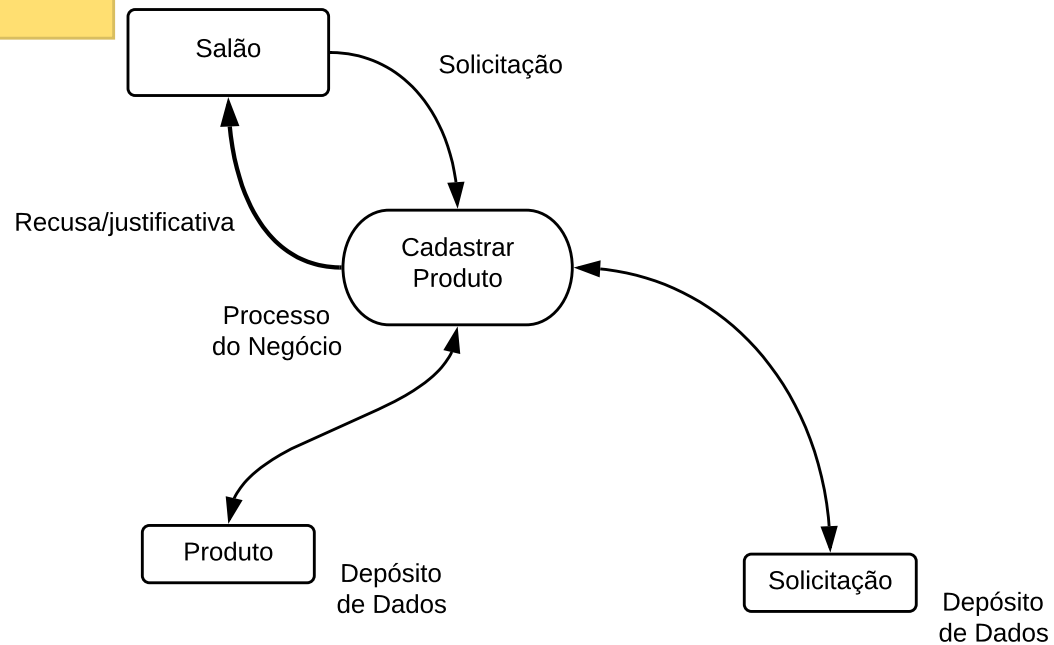 Salão
Solicitação
Recusa/justificativa
Cadastrar
Produto
Processo
do Negócio
Produto
Depósito
de Dados
Solicitação
Depósito
de Dados